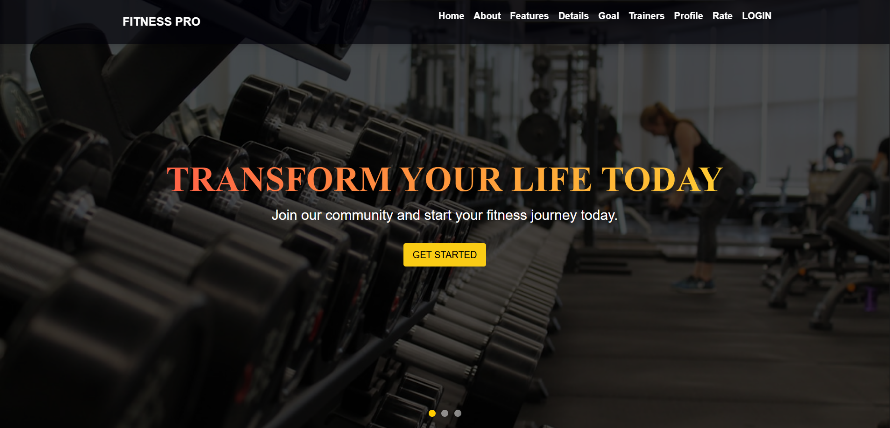 FITNESS PRO
Home About Features Details Goal Trainers Profile Rate LOGIN
TRANSFORM YOUR LIFE TODAY
Join our community and start your fitness journey today.
GET STARTED